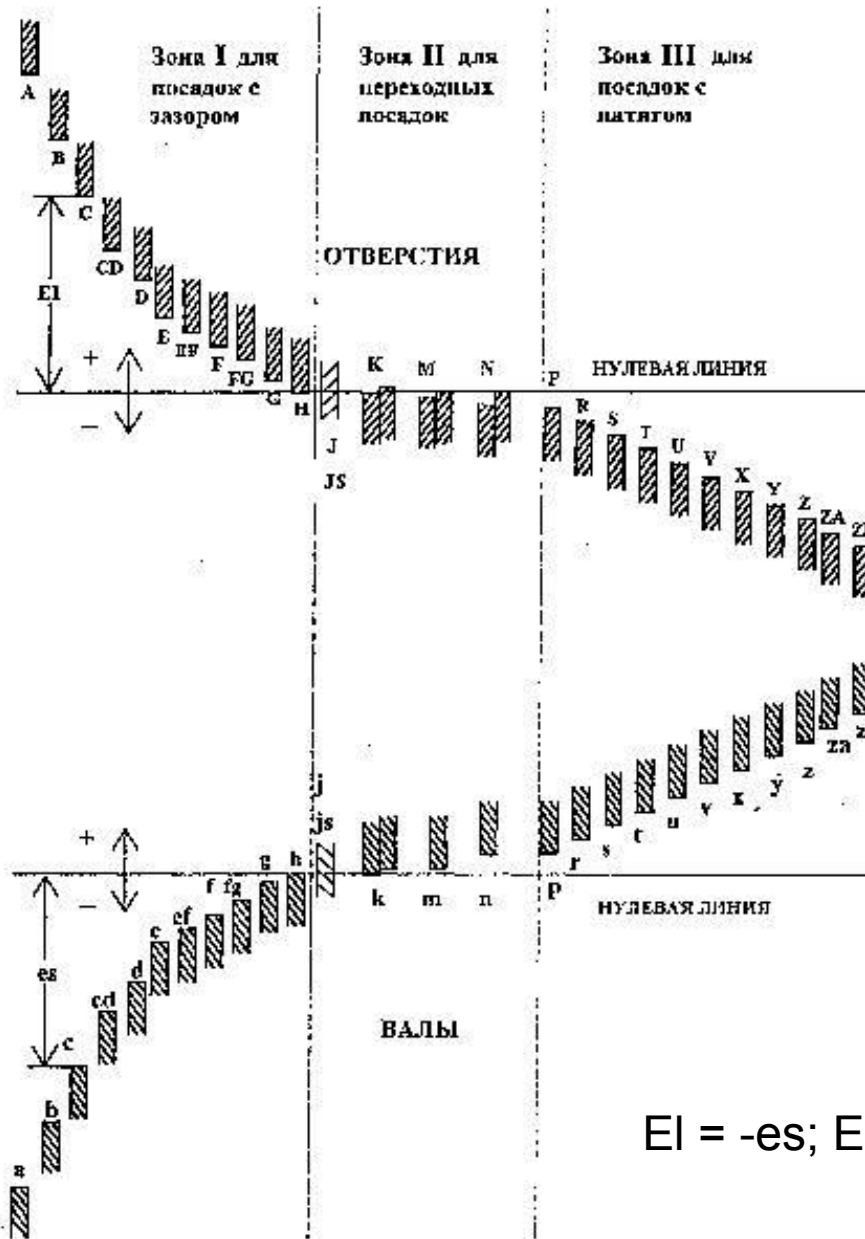 Зона I для
посадок с
зазором
Зона II для
переходных
посадок
Зона III для
посадок с
натягом
A
B
C
CD
D
E
EF
F
FG
G
H
ОТВЕРСТИЯ
EI
+
−
J
JS
K
M
N
P
НУЛЕВАЯ ЛИНИЯ
R
S
T
U
V
X
Y
Z
ZA
j
js
+
−
es
a
b
c
cd
d
e
ef
f
fg
g
h
k
m
n
p
r
s
t
u
v
x
y
z
za
z
НУЛЕВАЯ ЛИНИЯ
ВАЛЫ
EI = -es; E